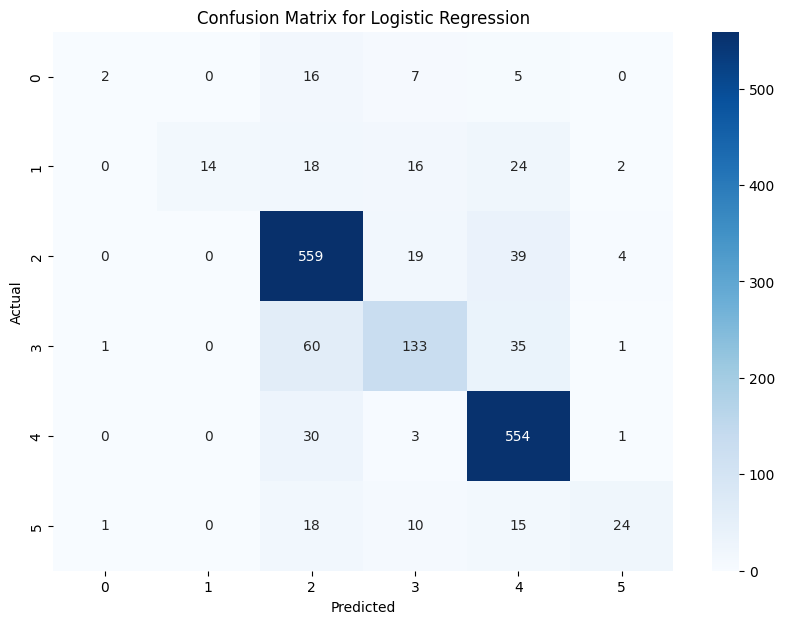 Confusion Matrix for Logistic Regression
0 2 0 16 7 5 0
1 0 14 18 16 24 2
2 0 0 559 19 39 4
3 1 0 60 133 35 1
4 0 0 30 3 554 1
5 1 0 18 10 15 24
0 1 2 3 4 5
Predicted
Actual
500
400
300
200
100
0